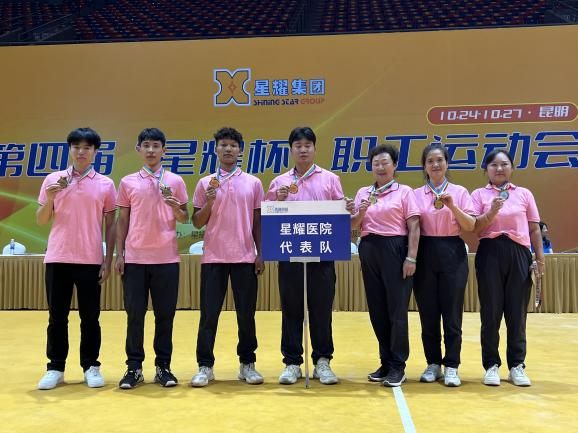 星耀集团
SHINING STAR GROUP
10.24-10.27·昆明
第四届"星耀杯"职工运动会
星耀医院
代表队